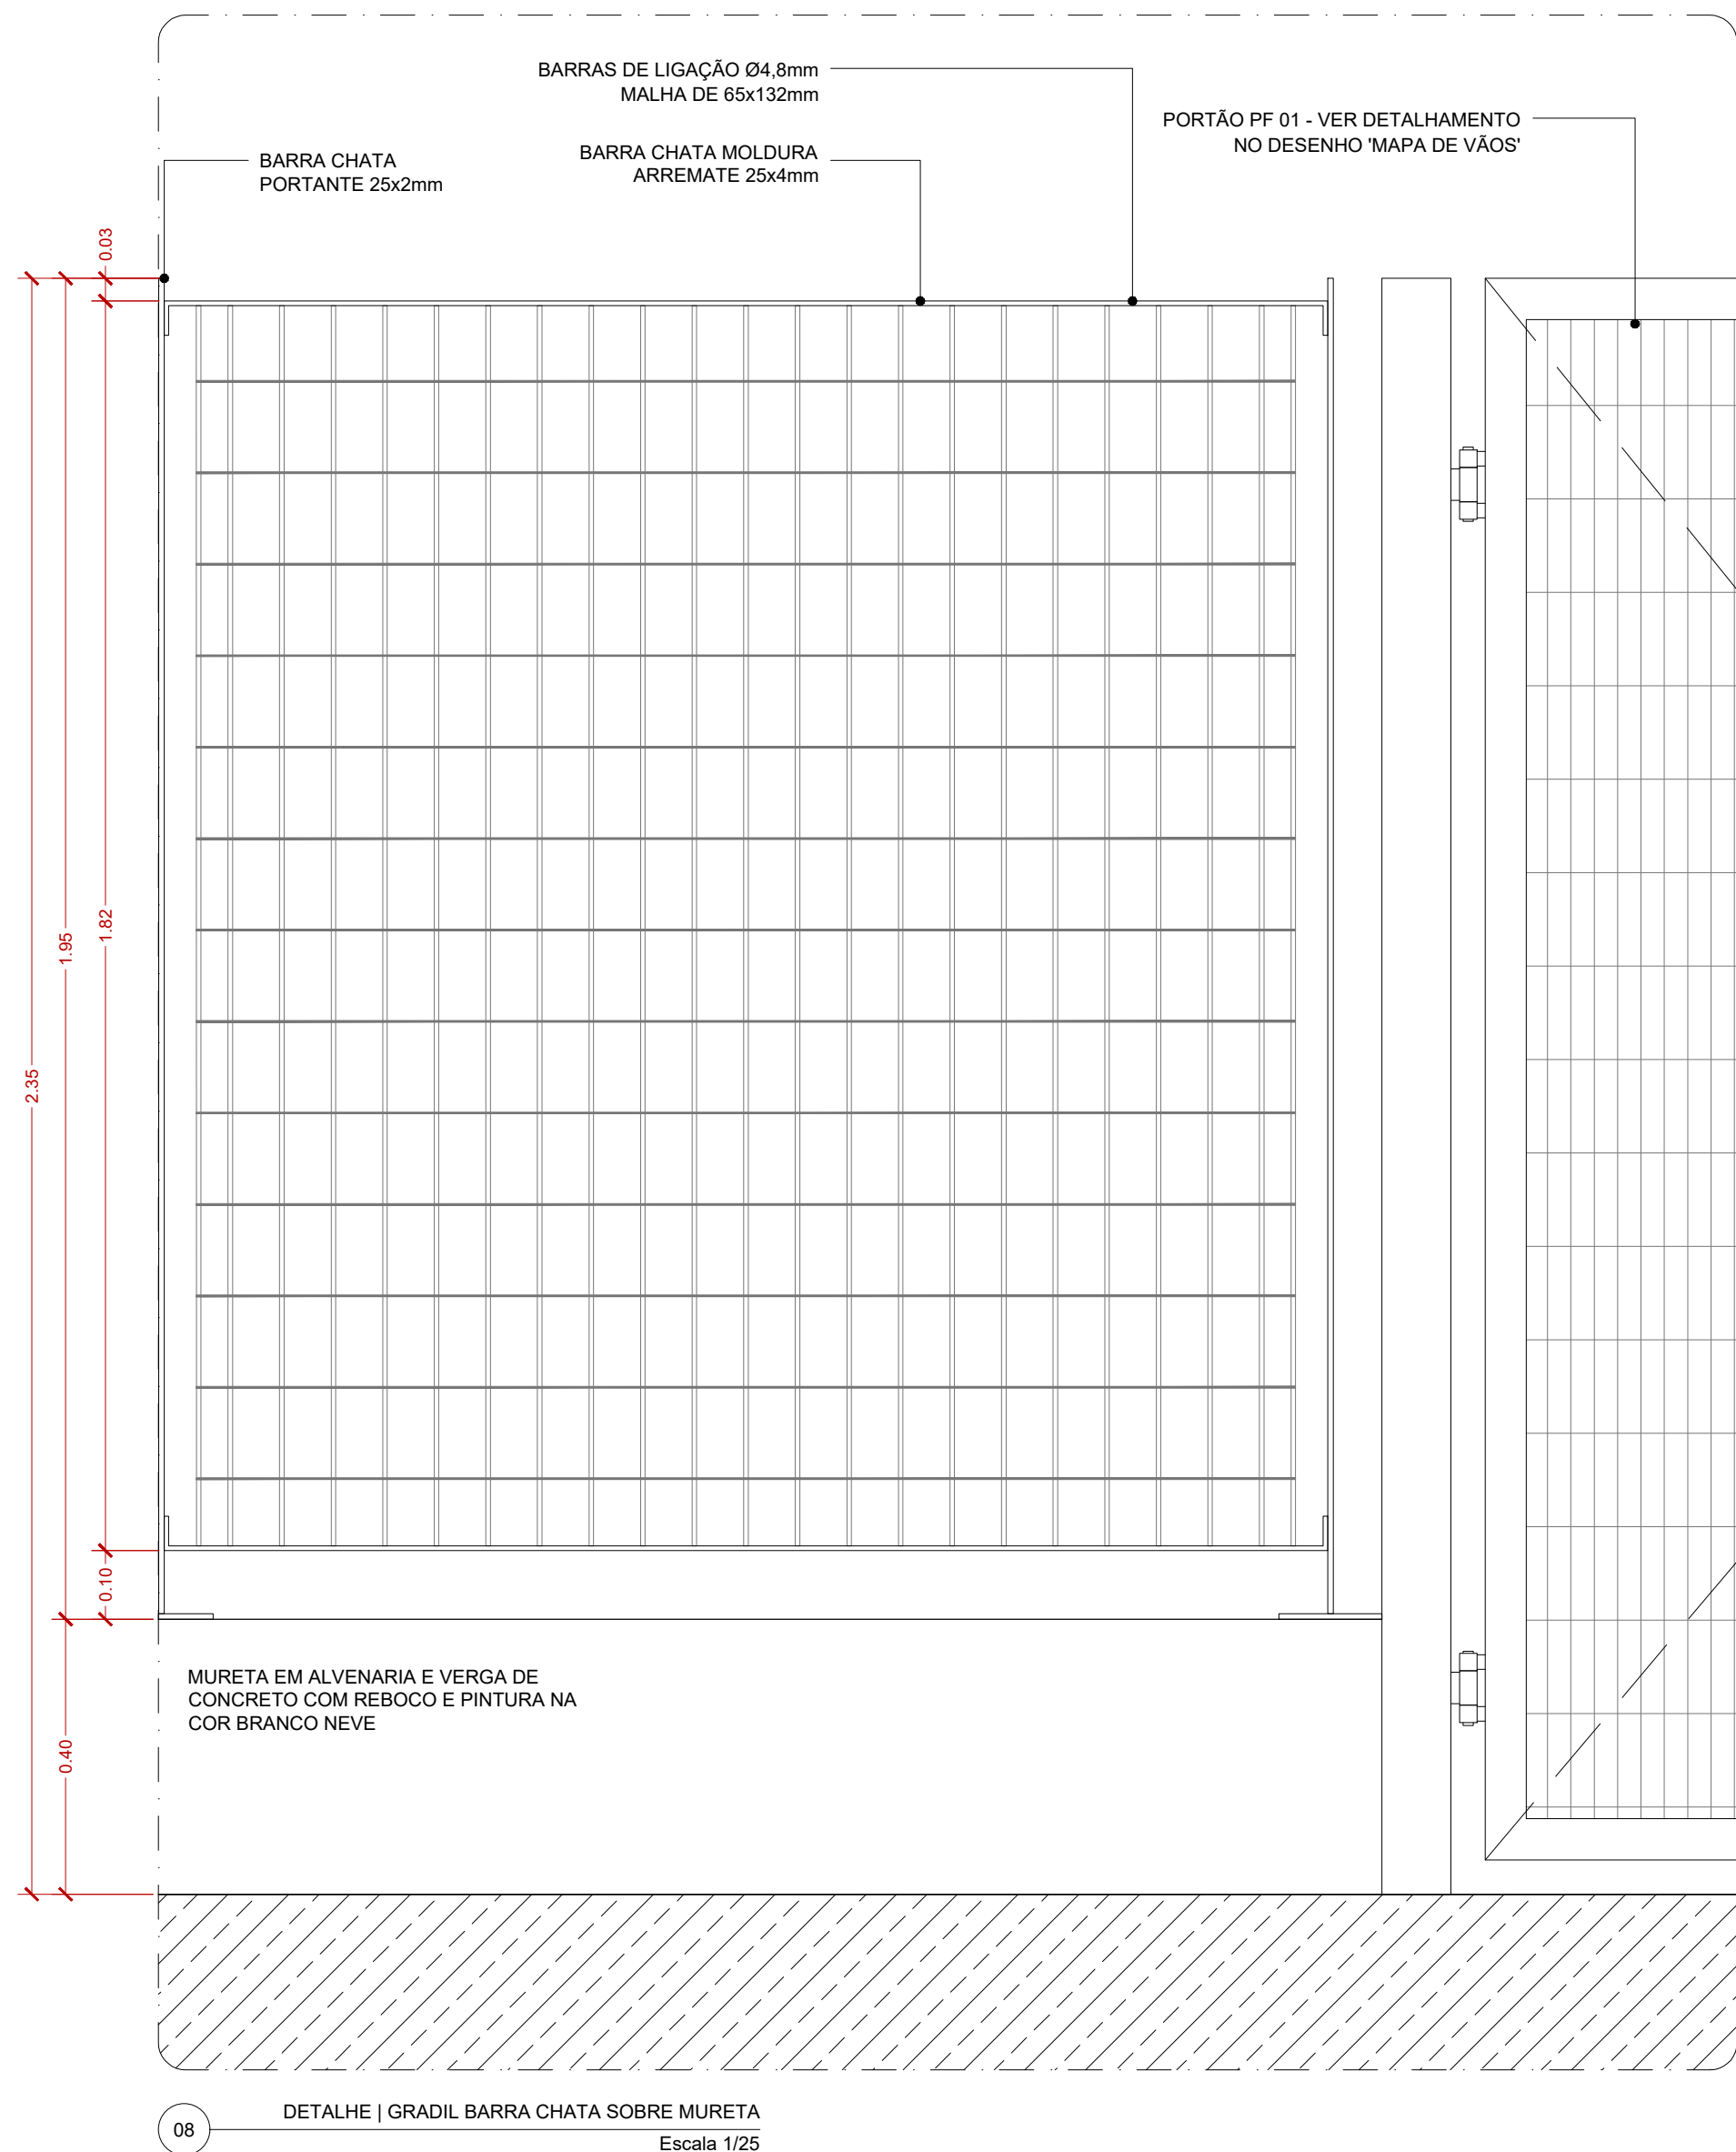 BARRAS DE LIGAÇÃO Ø4,8mm
MALHA DE 65x132mm
PORTÃO PF 01 - VER DETALHAMENTO
NO DESENHO 'MAPA DE VÃOS'
BARRA CHATA
PORTANTE 25x2mm
BARRA CHATA MOLDURA
ARREMATE 25x4mm
0.03
1.82
1.95
2.35
0.10
0.40
MURETA EM ALVENARIA E VERGA DE
CONCRETO COM REBOCO E PINTURA NA
COR BRANCO NEVE
08
DETALHE | GRADIL BARRA CHATA SOBRE MURETA
Escala 1/25